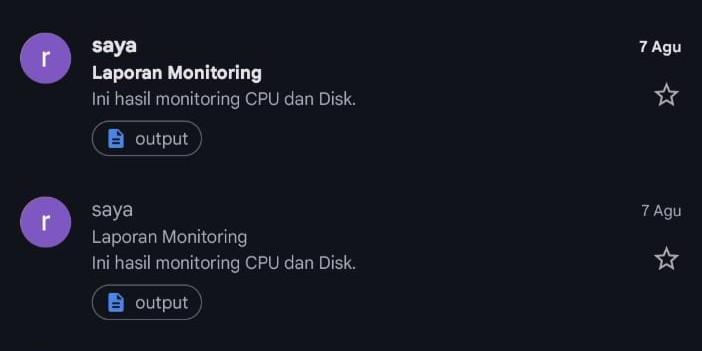 r
saya
7 Agu
Laporan Monitoring
Ini hasil monitoring CPU dan Disk.
output
r
saya
7 Agu
Laporan Monitoring
Ini hasil monitoring CPU dan Disk.
output